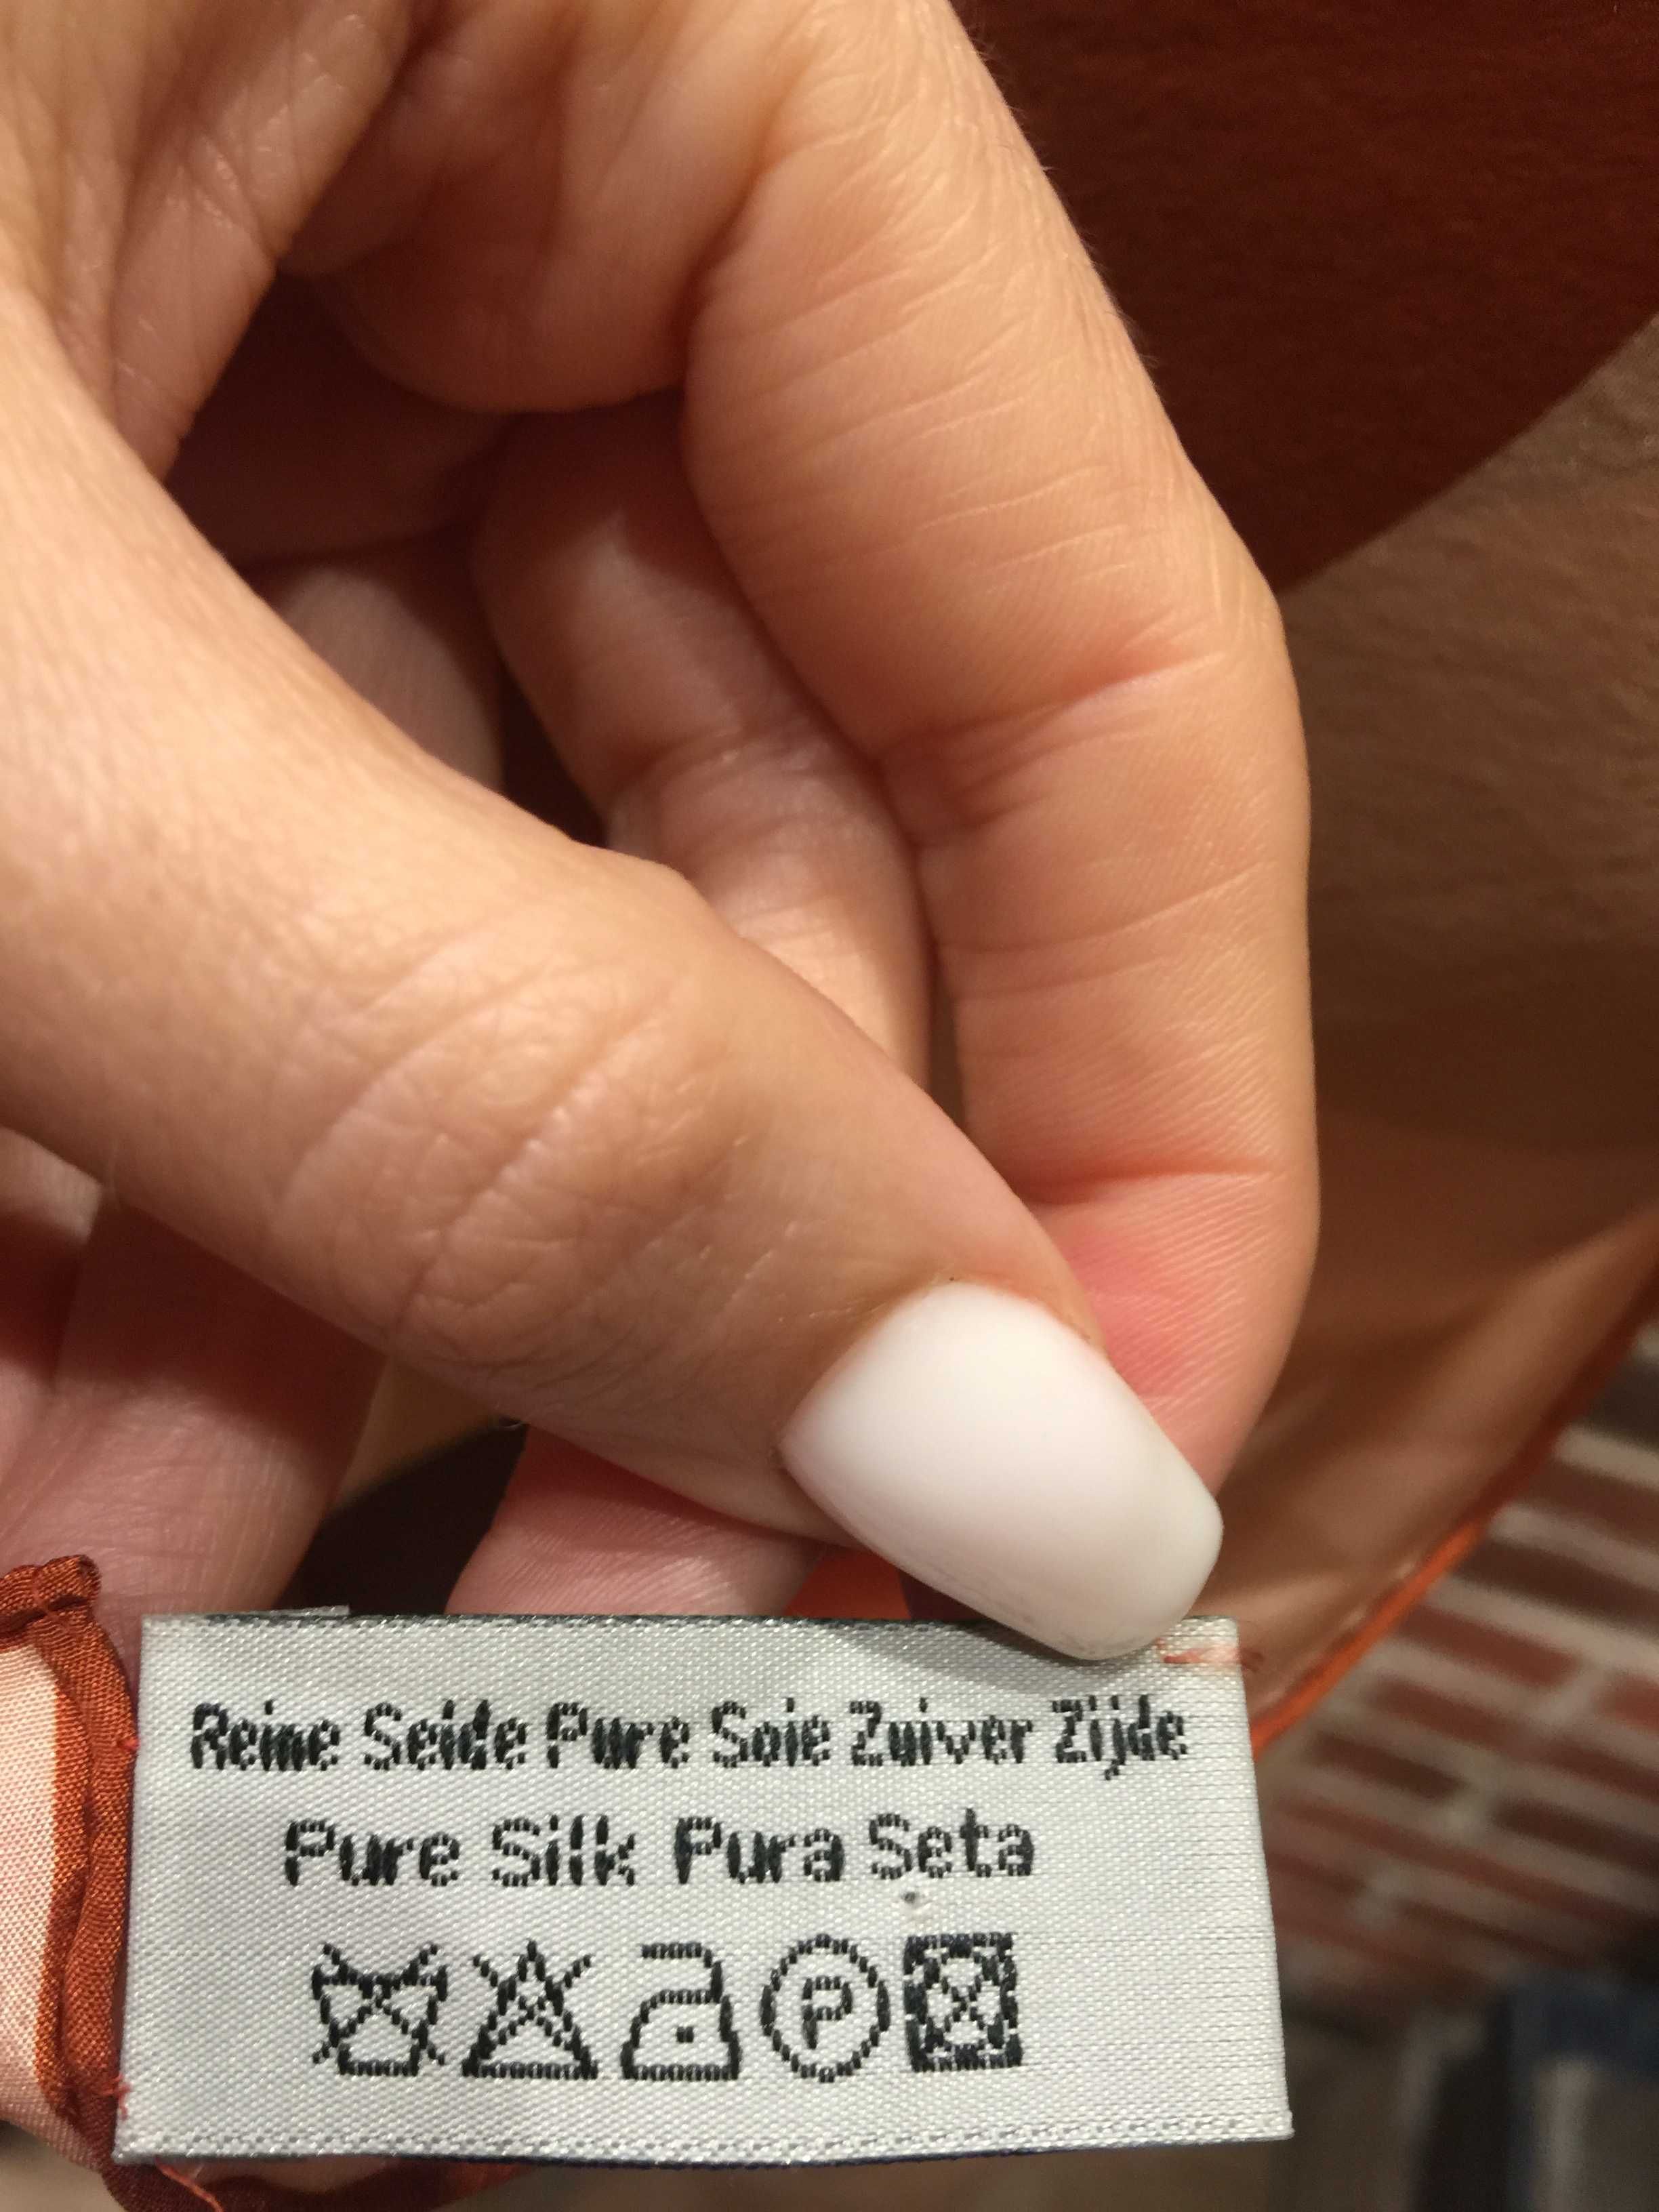 Reine Seide Pure Soie Zuiver Zijde
Pure Silk Pura Seta
P